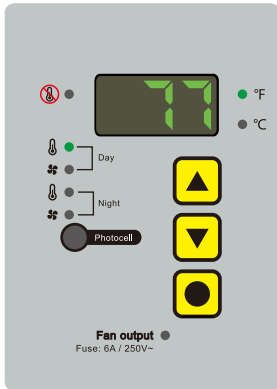 77
°F
°C
Day
Night
Photocell
Fan output
Fuse: 6A / 250V~